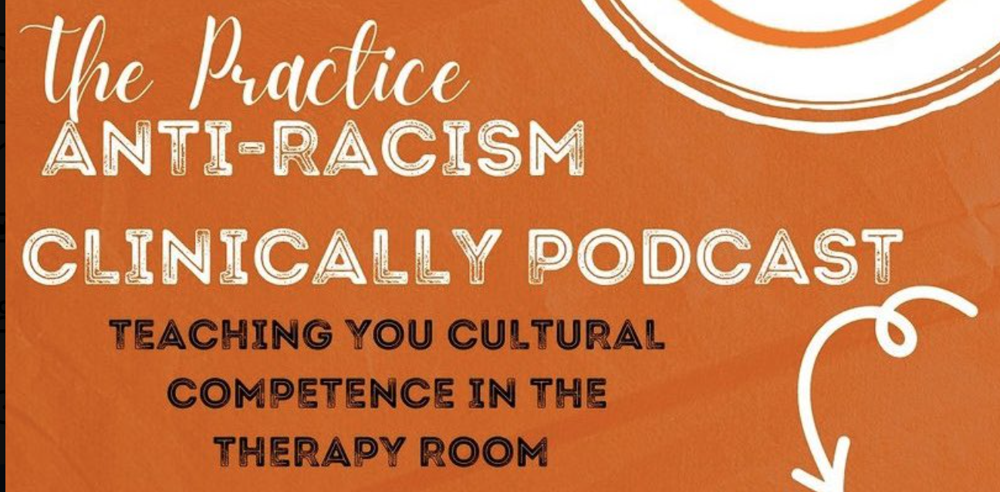 the Practice
ANTI-RACISM
CLINICALLY PODCAST
TEACHING YOU CULTURAL
COMPETENCE IN THE
THERAPY ROOM